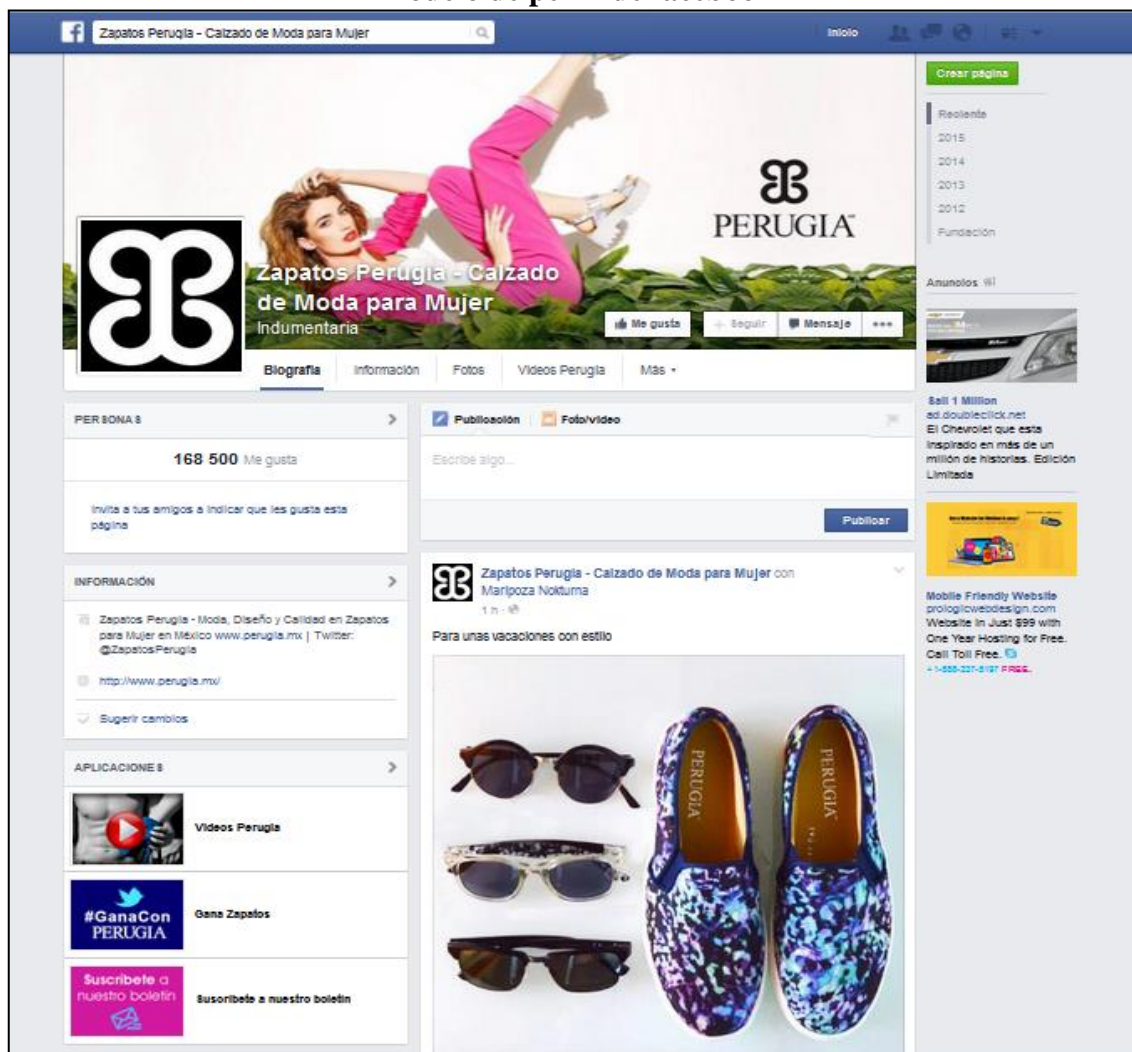 Zapatos Perugia - Calzado de Moda para Mujer
Inicio
PERUGIA
Zapatos Perugia - Calzado
de Moda para Mujer
Indumentaria
Me gusta
Seguir
Mensaje
Biografía
Información
Fotos
Videos Perugia
Más
Crear página
Reciente
2015
2014
2013
2012
Fundación
PERSONAS
168 500 Me gusta
Invita a tus amigos a indicar que les gusta esta
página
INFORMACIÓN
Zapatos Perugia - Moda, Diseño y Calidad en Zapatos
para Mujer en México www.perugia.mx | Twitter:
@ZapatosPerugia
http://www.perugia.mx/
Sugerir cambios
APLICACIONES
Videos Perugia
#GanaCon
PERUGIA
Gana Zapatos
Suscríbete a
nuestro boletín
Suscribete a nuestro boletín
Publicación
Foto/video
Escribe algo...
Publicar
Zapatos Perugia - Calzado de Moda para Mujer con
Maripoza Nokturna
1 h
Para unas vacaciones con estilo
PERUGIA
PERUGIA
Anuncios
Sail 1 Million
ad.doubleclick.net
El Chevrolet que esta
inspirado en más de un
millón de historias. Edición
Limitada
Mobile Friendly Website
prologicwebdesign.com
Website in Just $99 with
One Year Hosting for Free.
Call Toll Free.
FREE